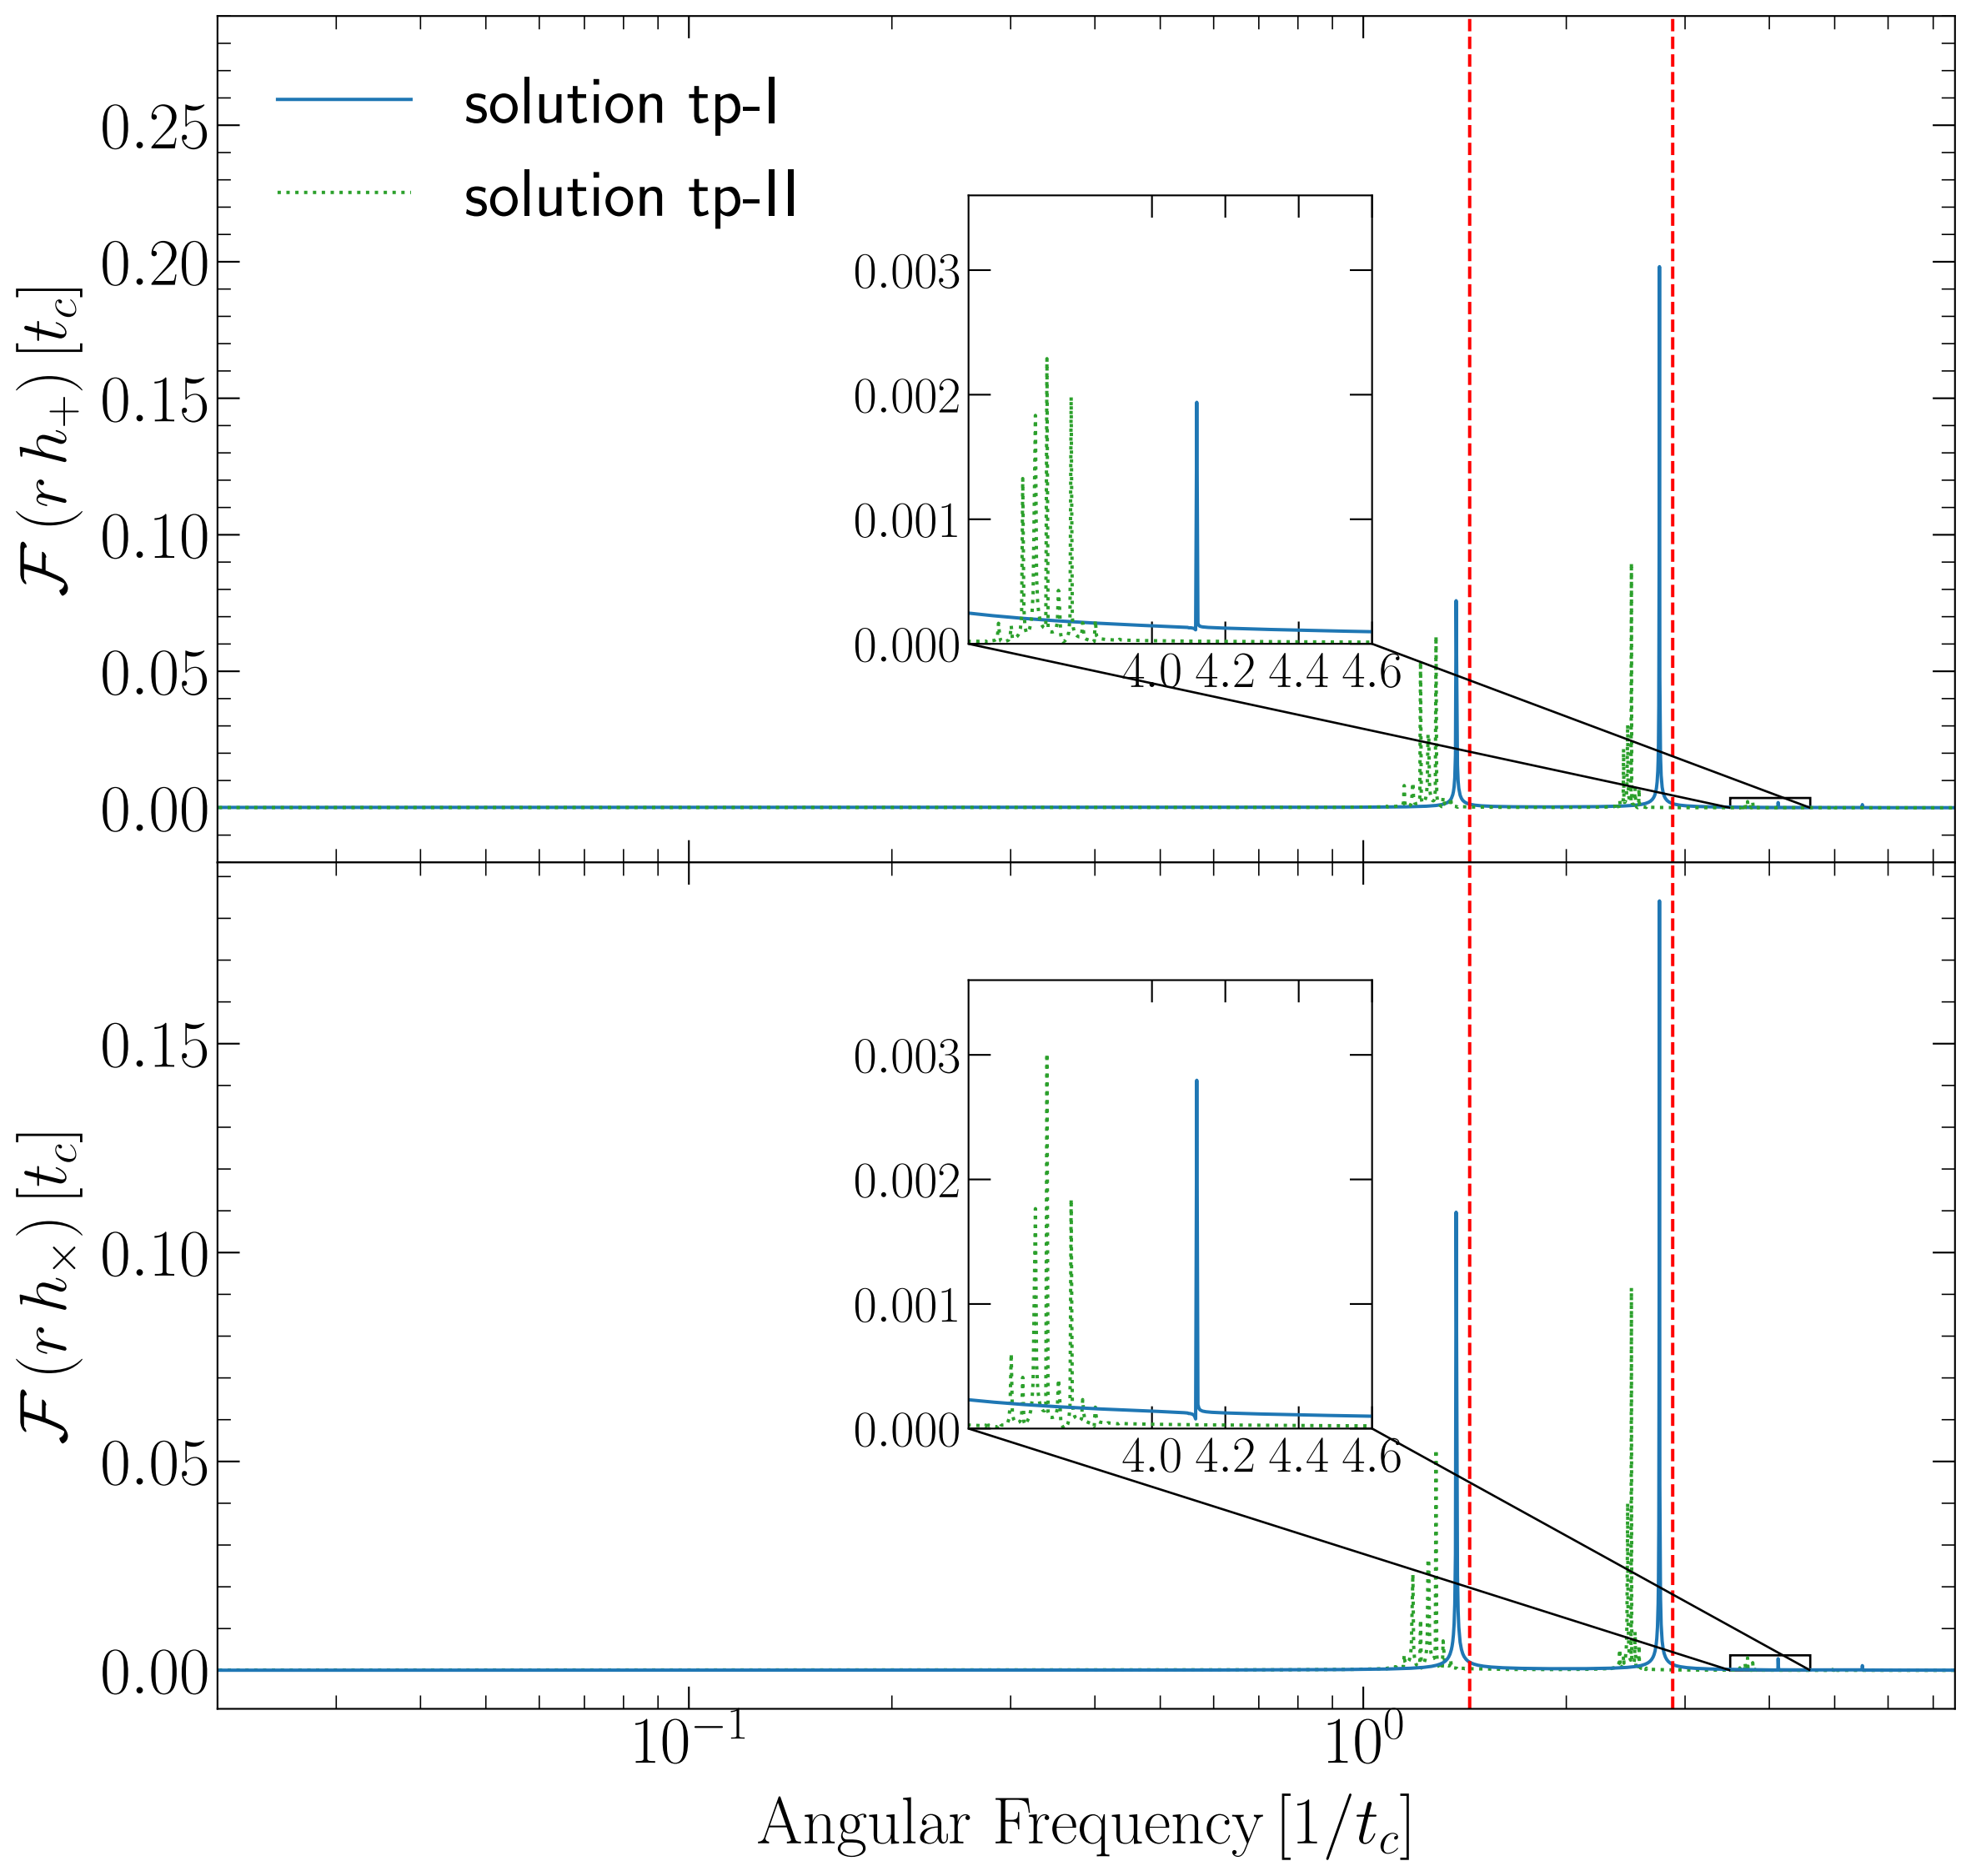 solution tp-I
solution tp-II
0.25
0.20
0.15
0.10
0.05
0.00
ℱ (r h₊) [t_c]
0.003
0.002
0.001
0.000
4.0 4.2 4.4 4.6
0.15
0.10
0.05
0.00
ℱ (r h_×) [t_c]
0.003
0.002
0.001
0.000
4.0 4.2 4.4 4.6
10⁻¹ 10⁰
Angular Frequency [1/t_c]